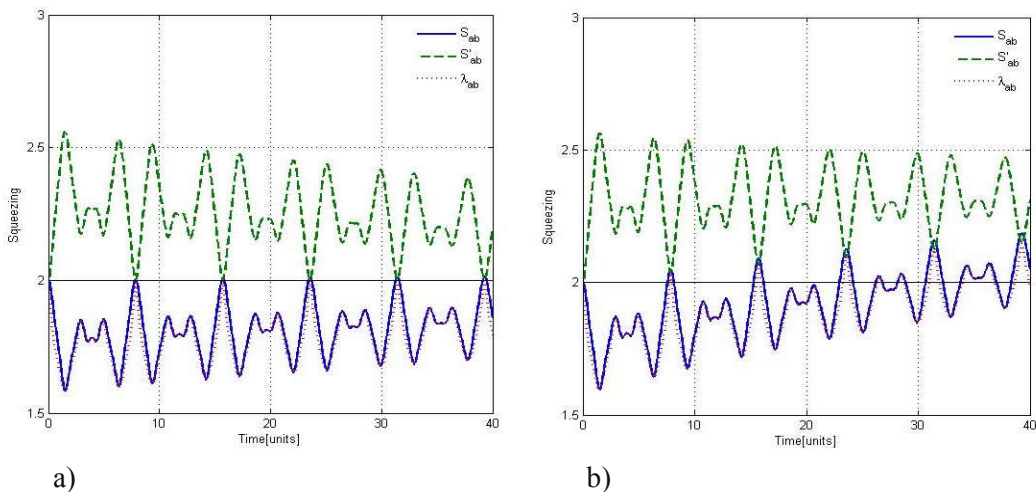 3
2.5
2
1.5
Squeezing
0 10 20 30 40
Time[units]
S_ab
S'_ab
λ_ab
a)
3
2.5
2
1.5
Squeezing
0 10 20 30 40
Time[units]
S_ab
S'_ab
λ_ab
b)